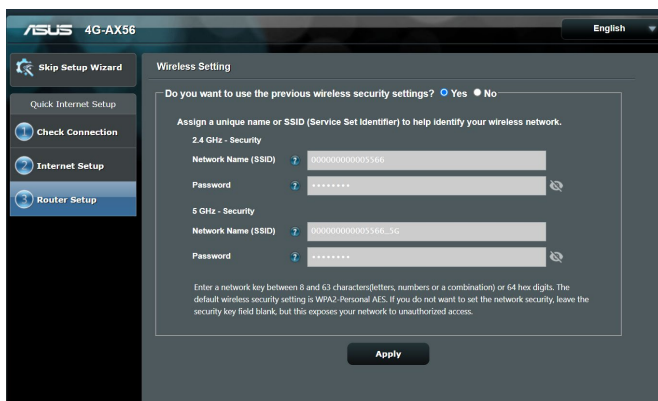 ASUS 4G-AX56
English
Skip Setup Wizard
Wireless Setting
Do you want to use the previous wireless security settings? Yes No
Quick Internet Setup
Assign a unique name or SSID (Service Set Identifier) to help identify your wireless network.
1 Check Connection
2.4 GHz - Security
Network Name (SSID) ? 000000000005566
2 Internet Setup
Password ? ••••••••
3 Router Setup
5 GHz - Security
Network Name (SSID) ? 000000000005566_5G
Password ? ••••••••
Enter a network key between 8 and 63 characters(letters, numbers or a combination) or 64 hex digits. The
default wireless security setting is WPA2-Personal AES. If you do not want to set the network security, leave the
security key field blank, but this exposes your network to unauthorized access.
Apply